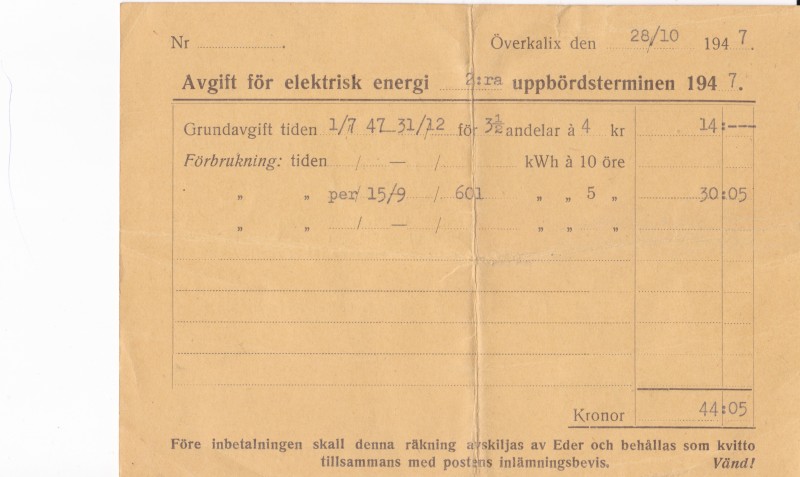 Nr ................ Överkalix den 28/10 1947.
Avgift för elektrisk energi 2:ra uppbördsterminen 1947.
Grundavgift tiden 1/7 47 31/12 för 3½ andelar à 4 kr 14:---
Förbrukning: tiden / — / kWh à 10 öre
„ „ per/ 15/9 / 601 „ „ 5 „ 30:05
„ „ / — / „ „ „
Kronor 44:05
Före inbetalningen skall denna räkning avskiljas av Eder och behållas som kvitto
tillsammans med postens inlämningsbevis. Vänd!